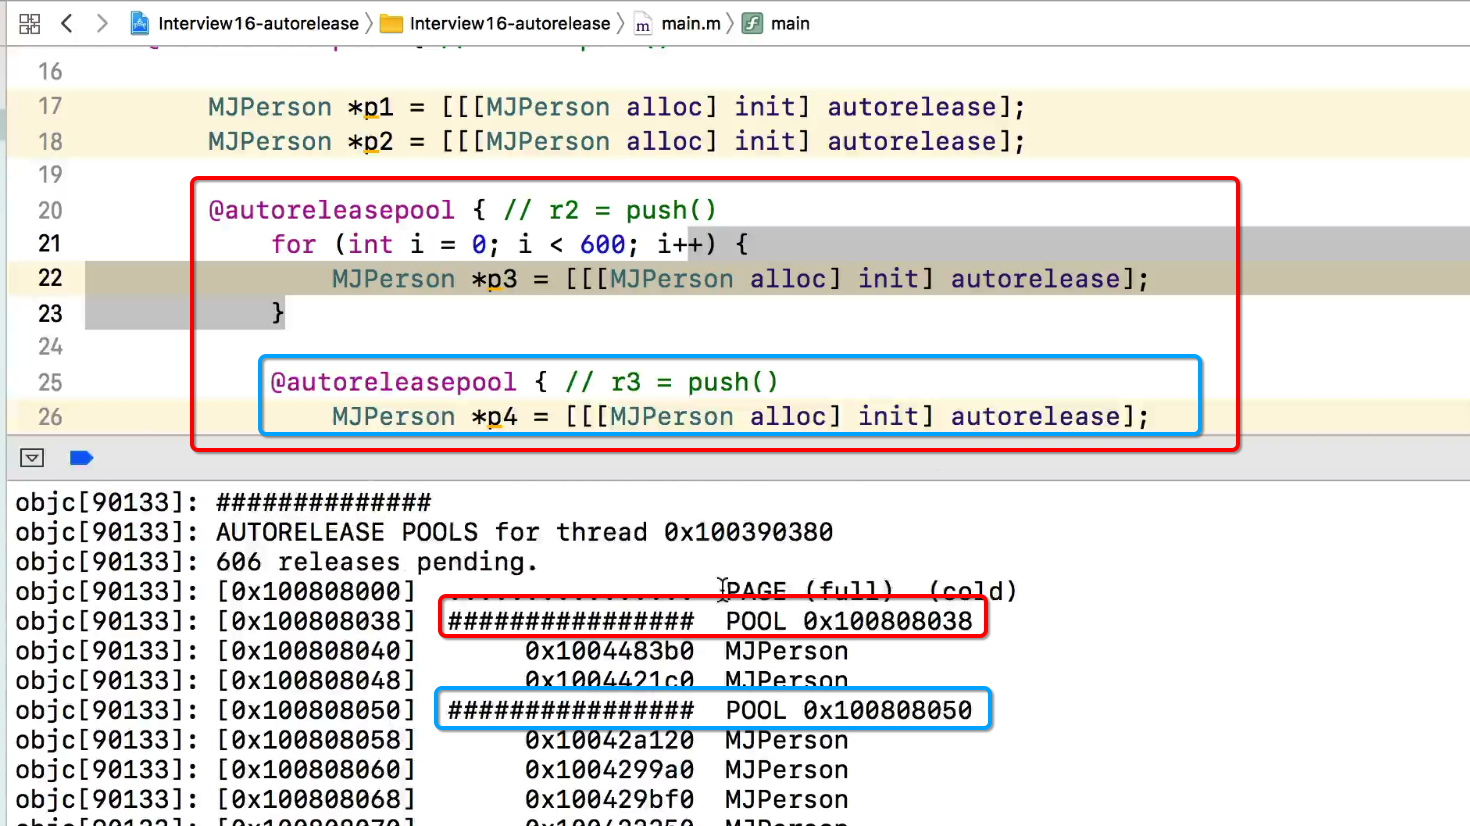 Interview16-autorelease Interview16-autorelease m main.m f main
16
17 MJPerson *p1 = [[[MJPerson alloc] init] autorelease];
18 MJPerson *p2 = [[[MJPerson alloc] init] autorelease];
19
20 @autoreleasepool { // r2 = push()
21 for (int i = 0; i < 600; i++) {
22 MJPerson *p3 = [[[MJPerson alloc] init] autorelease];
23 }
24
25 @autoreleasepool { // r3 = push()
26 MJPerson *p4 = [[[MJPerson alloc] init] autorelease];
objc[90133]: ##############
objc[90133]: AUTORELEASE POOLS for thread 0x100390380
objc[90133]: 606 releases pending.
objc[90133]: [0x100808000] ................ PAGE (full) (cold)
objc[90133]: [0x100808038] ################ POOL 0x100808038
objc[90133]: [0x100808040] 0x1004483b0 MJPerson
objc[90133]: [0x100808048] 0x1004421c0 MJPerson
objc[90133]: [0x100808050] ################ POOL 0x100808050
objc[90133]: [0x100808058] 0x10042a120 MJPerson
objc[90133]: [0x100808060] 0x1004299a0 MJPerson
objc[90133]: [0x100808068] 0x100429bf0 MJPerson
objc[90133]: [0x100808070] MJPerson